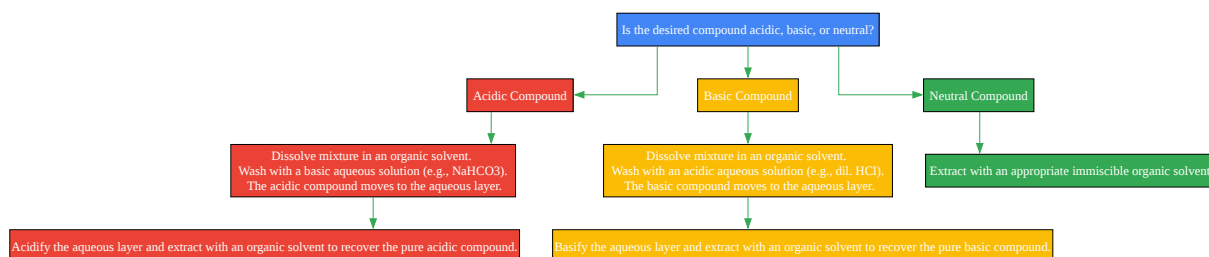 Is the desired compound acidic, basic, or neutral?
Acidic Compound
Basic Compound
Neutral Compound
Dissolve mixture in an organic solvent.
Wash with a basic aqueous solution (e.g., NaHCO3).
The acidic compound moves to the aqueous layer.
Dissolve mixture in an organic solvent.
Wash with an acidic aqueous solution (e.g., dil. HCl).
The basic compound moves to the aqueous layer.
Extract with an appropriate immiscible organic solvent
Acidify the aqueous layer and extract with an organic solvent to recover the pure acidic compound.
Basify the aqueous layer and extract with an organic solvent to recover the pure basic compound.